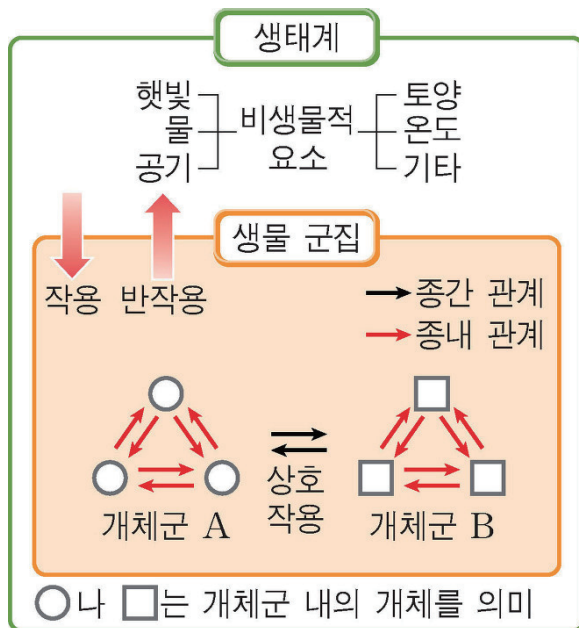 생태계
햇빛
물
공기
비생물적
요소
토양
온도
기타
생물 군집
작용 반작용
종간 관계
종내 관계
상호
작용
개체군 A
개체군 B
나 는 개체군 내의 개체를 의미